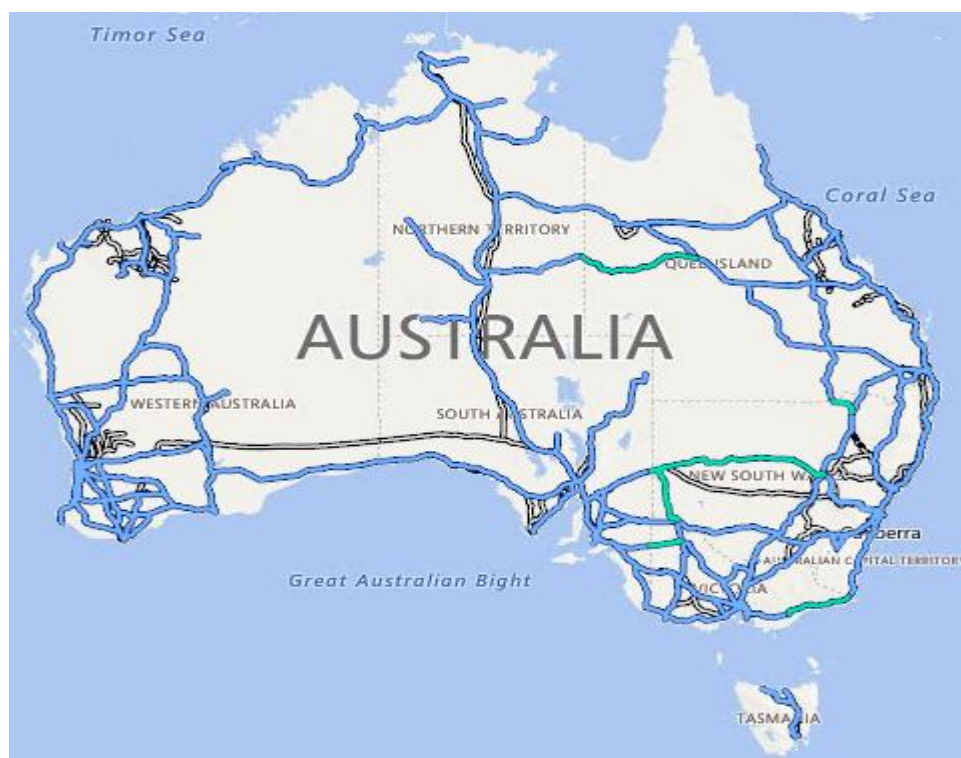 Timor Sea
Coral Sea
NORTHERN TERRITORY
QUEENSLAND
AUSTRALIA
WESTERN AUSTRALIA
SOUTH AUSTRALIA
NEW SOUTH WA
berra
AUSTRALIAN CAPITAL TERRITORY
Great Australian Bight
VICTORIA
TASMANIA